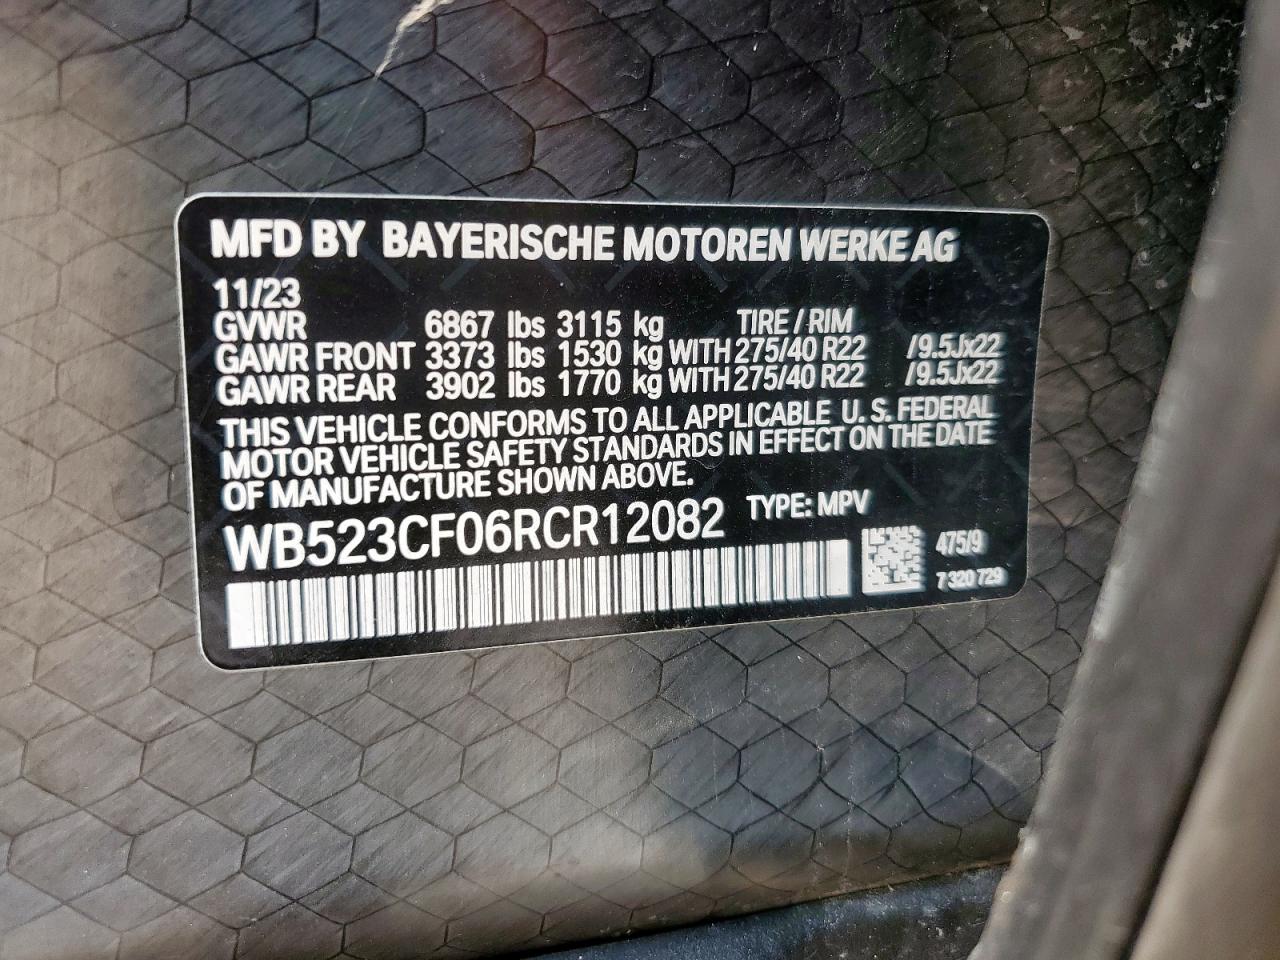 MFD BY BAYERISCHE MOTOREN WERKE AG
11/23
GVWR 6867 lbs 3115 kg TIRE / RIM
GAWR FRONT 3373 lbs 1530 kg WITH 275/40 R22 /9.5Jx22
GAWR REAR 3902 lbs 1770 kg WITH 275/40 R22 /9.5Jx22
THIS VEHICLE CONFORMS TO ALL APPLICABLE U. S. FEDERAL
MOTOR VEHICLE SAFETY STANDARDS IN EFFECT ON THE DATE
OF MANUFACTURE SHOWN ABOVE.
WB523CF06RCR12082 TYPE: MPV
475/9
7 320 729